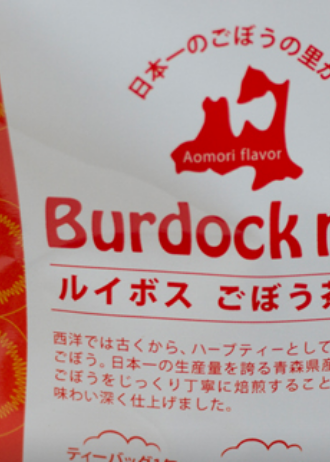 日本一のごぼうの里か
Aomori flavor
Burdock
ルイボス ごぼう茶
西洋では古くから、ハーブティーとして
ごぼう。日本一の生産量を誇る青森県産
ごぼうをじっくり丁寧に焙煎すること
味わい深く仕上げました。
ティーバッグ